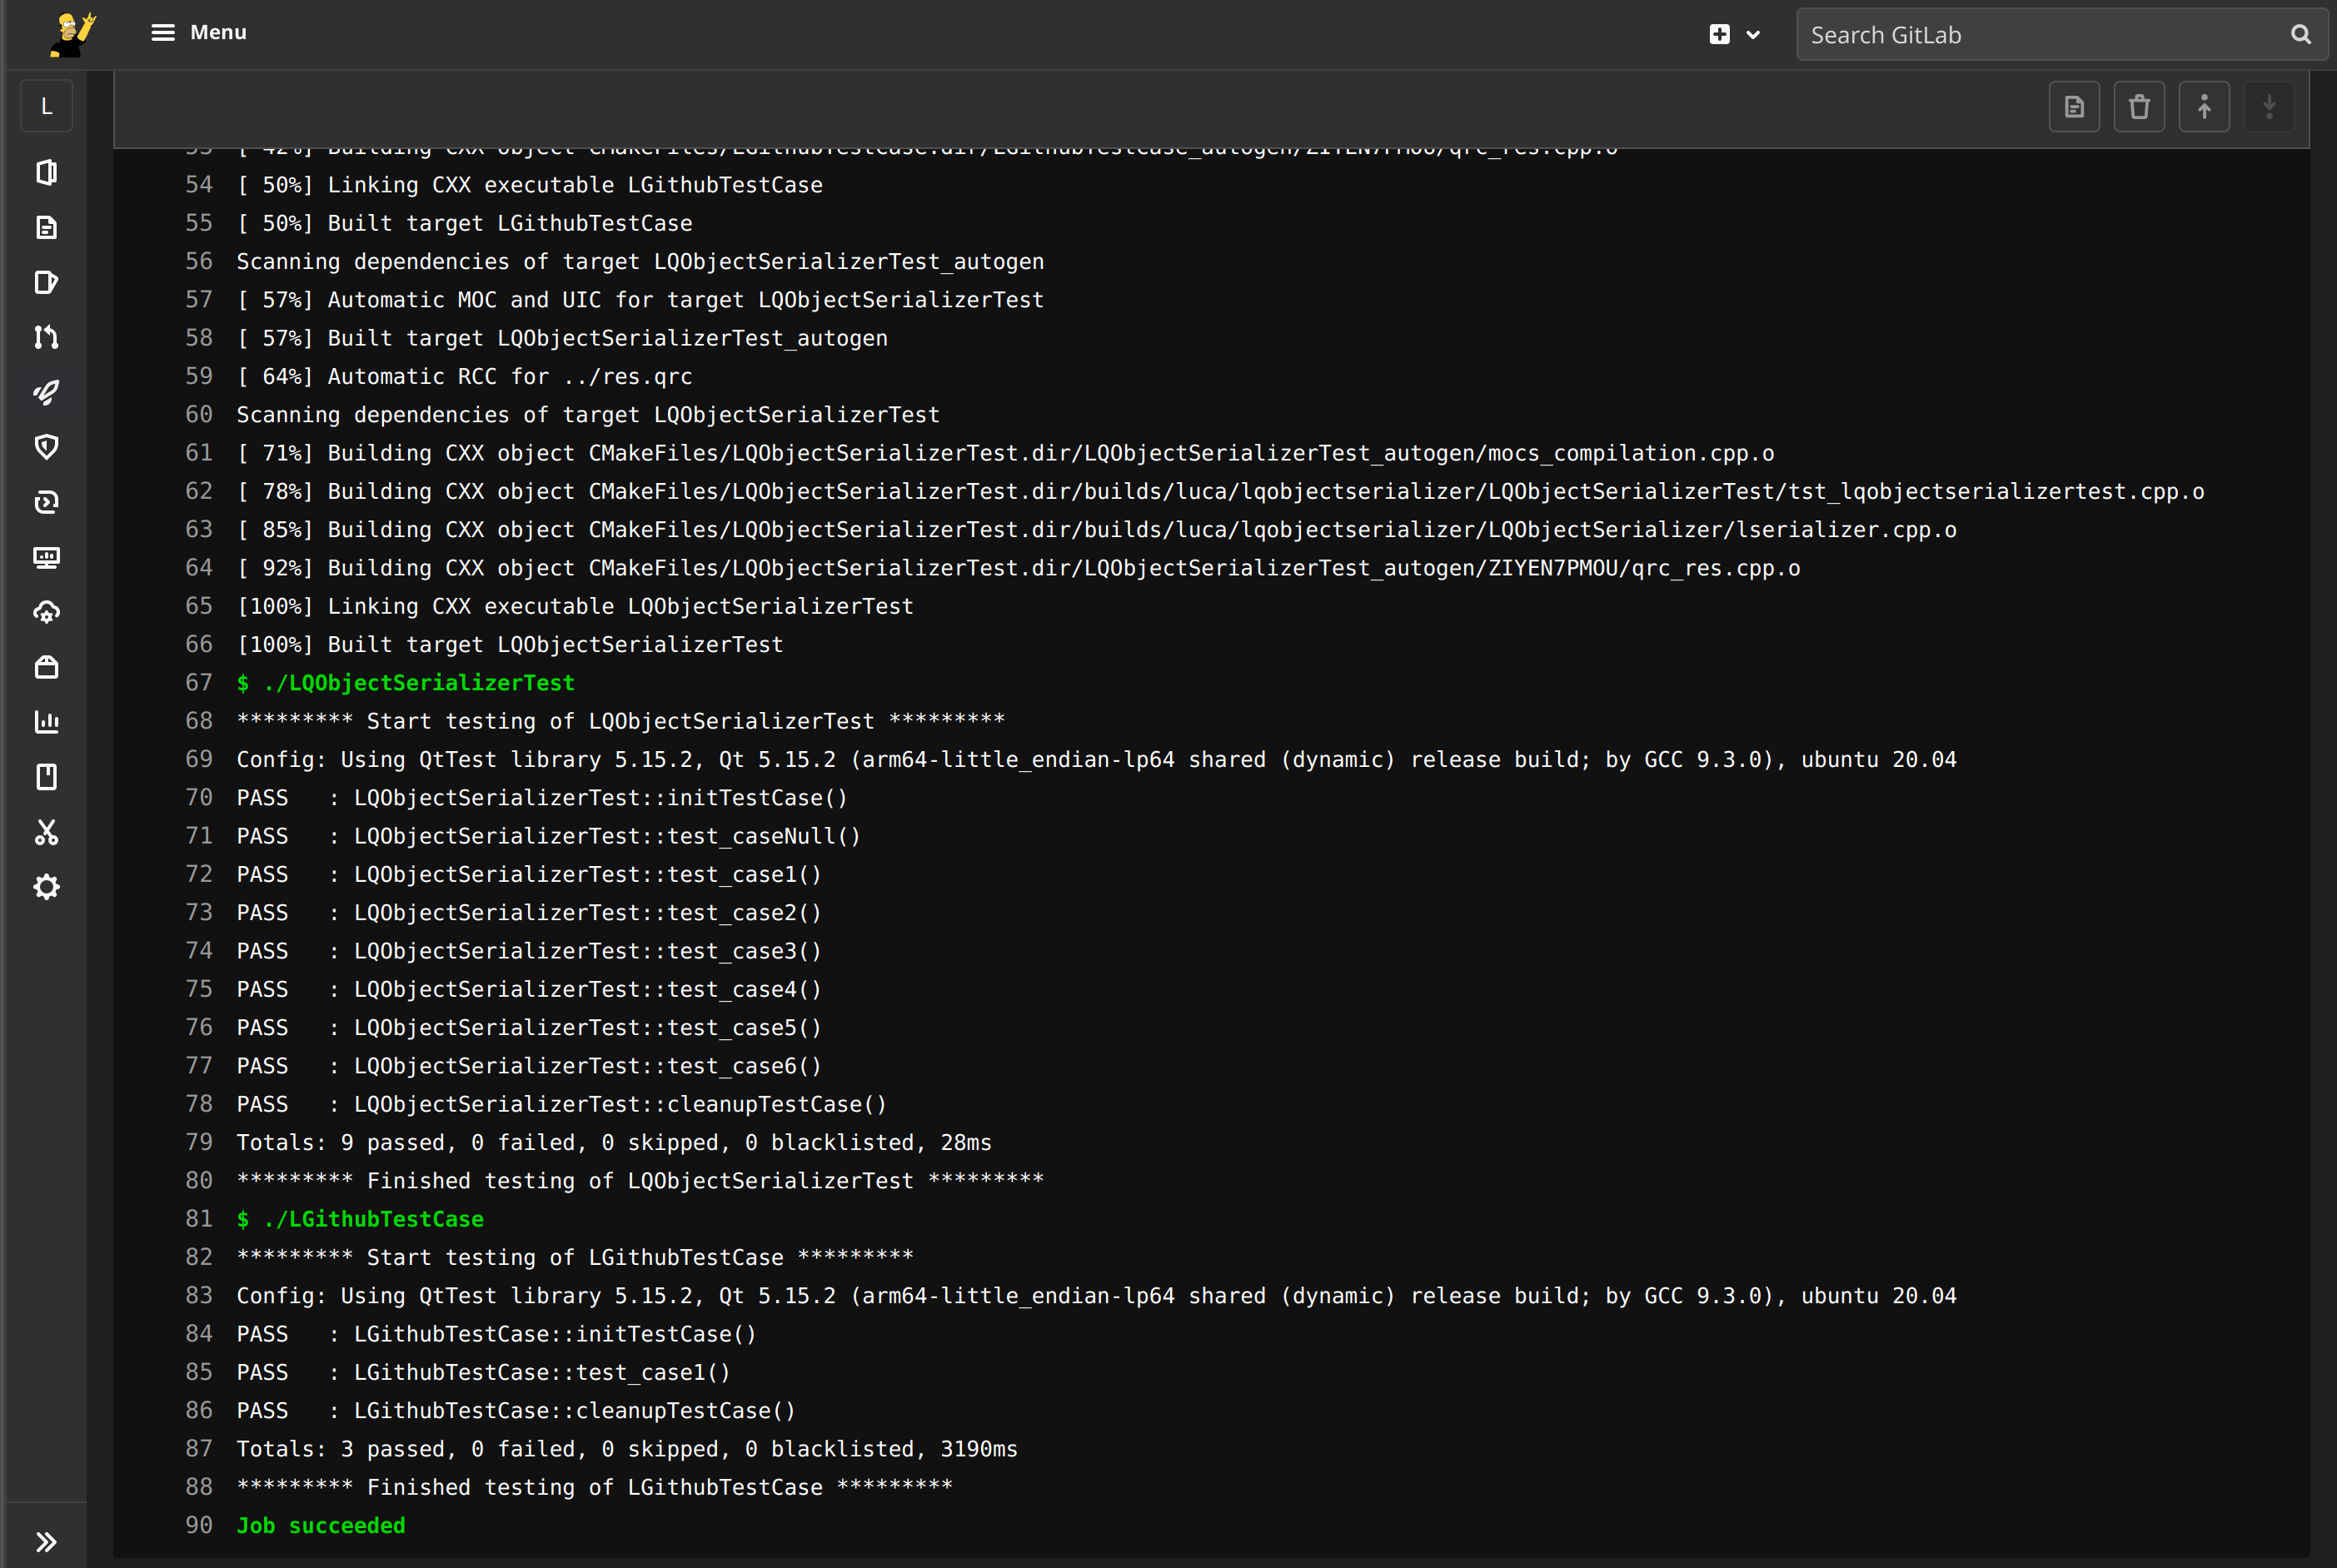 Menu
Search GitLab
L
53 [ 42%] Building CXX object CMakeFiles/LGithubTestCase.dir/LGithubTestCase_autogen/ZIYEN7PMOU/qrc_res.cpp.o
54 [ 50%] Linking CXX executable LGithubTestCase
55 [ 50%] Built target LGithubTestCase
56 Scanning dependencies of target LQObjectSerializerTest_autogen
57 [ 57%] Automatic MOC and UIC for target LQObjectSerializerTest
58 [ 57%] Built target LQObjectSerializerTest_autogen
59 [ 64%] Automatic RCC for ../res.qrc
60 Scanning dependencies of target LQObjectSerializerTest
61 [ 71%] Building CXX object CMakeFiles/LQObjectSerializerTest.dir/LQObjectSerializerTest_autogen/mocs_compilation.cpp.o
62 [ 78%] Building CXX object CMakeFiles/LQObjectSerializerTest.dir/builds/luca/lqobjectserializer/LQObjectSerializerTest/tst_lqobjectserializertest.cpp.o
63 [ 85%] Building CXX object CMakeFiles/LQObjectSerializerTest.dir/builds/luca/lqobjectserializer/LQObjectSerializer/lserializer.cpp.o
64 [ 92%] Building CXX object CMakeFiles/LQObjectSerializerTest.dir/LQObjectSerializerTest_autogen/ZIYEN7PMOU/qrc_res.cpp.o
65 [100%] Linking CXX executable LQObjectSerializerTest
66 [100%] Built target LQObjectSerializerTest
67 $ ./LQObjectSerializerTest
68 ********* Start testing of LQObjectSerializerTest *********
69 Config: Using QtTest library 5.15.2, Qt 5.15.2 (arm64-little_endian-lp64 shared (dynamic) release build; by GCC 9.3.0), ubuntu 20.04
70 PASS   : LQObjectSerializerTest::initTestCase()
71 PASS   : LQObjectSerializerTest::test_caseNull()
72 PASS   : LQObjectSerializerTest::test_case1()
73 PASS   : LQObjectSerializerTest::test_case2()
74 PASS   : LQObjectSerializerTest::test_case3()
75 PASS   : LQObjectSerializerTest::test_case4()
76 PASS   : LQObjectSerializerTest::test_case5()
77 PASS   : LQObjectSerializerTest::test_case6()
78 PASS   : LQObjectSerializerTest::cleanupTestCase()
79 Totals: 9 passed, 0 failed, 0 skipped, 0 blacklisted, 28ms
80 ********* Finished testing of LQObjectSerializerTest *********
81 $ ./LGithubTestCase
82 ********* Start testing of LGithubTestCase *********
83 Config: Using QtTest library 5.15.2, Qt 5.15.2 (arm64-little_endian-lp64 shared (dynamic) release build; by GCC 9.3.0), ubuntu 20.04
84 PASS   : LGithubTestCase::initTestCase()
85 PASS   : LGithubTestCase::test_case1()
86 PASS   : LGithubTestCase::cleanupTestCase()
87 Totals: 3 passed, 0 failed, 0 skipped, 0 blacklisted, 3190ms
88 ********* Finished testing of LGithubTestCase *********
90 Job succeeded